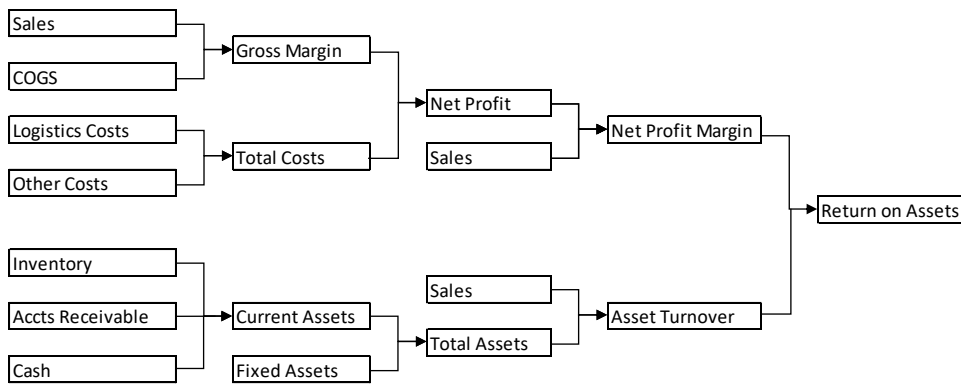 Sales
Gross Margin
COGS
Net Profit
Logistics Costs
Net Profit Margin
Total Costs
Sales
Other Costs
Return on Assets
Inventory
Sales
Accts Receivable
Current Assets
Asset Turnover
Total Assets
Cash
Fixed Assets